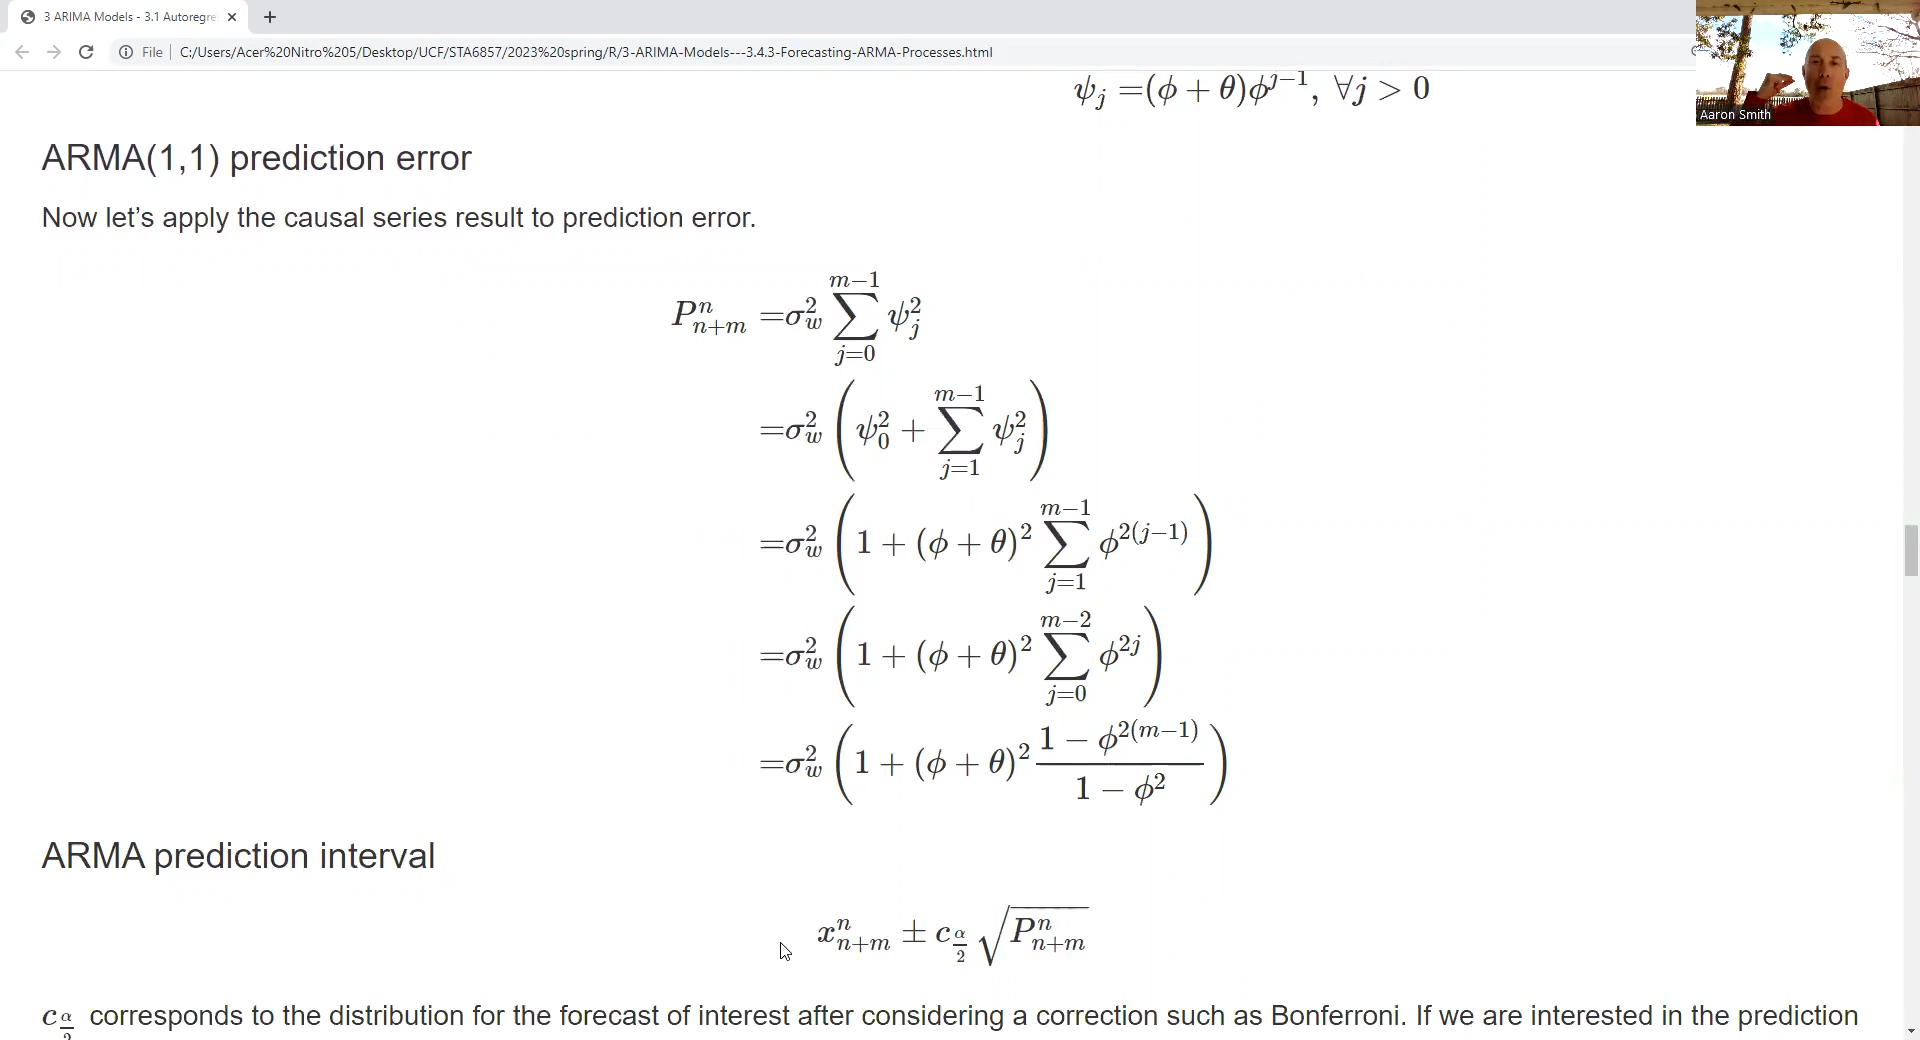 3 ARIMA Models - 3.1 Autoregre
File | C:/Users/Acer%20Nitro%205/Desktop/UCF/STA6857/2023%20spring/R/3-ARIMA-Models---3.4.3-Forecasting-ARMA-Processes.html
Aaron Smith
ψ_j =(ϕ + θ)ϕ^{j−1}, ∀j > 0
ARMA(1,1) prediction error
Now let’s apply the causal series result to prediction error.
P^n_{n+m} =σ²_w ∑_{j=0}^{m−1} ψ²_j
=σ²_w (ψ²_0 + ∑_{j=1}^{m−1} ψ²_j)
=σ²_w (1 + (ϕ + θ)² ∑_{j=1}^{m−1} ϕ^{2(j−1)})
=σ²_w (1 + (ϕ + θ)² ∑_{j=0}^{m−2} ϕ^{2j})
=σ²_w (1 + (ϕ + θ)² \frac{1 − ϕ^{2(m−1)}}{1 − ϕ²})
ARMA prediction interval
x^n_{n+m} ± c_{\frac{α}{2}} \sqrt{P^n_{n+m}}
c_{\frac{α}{2}} corresponds to the distribution for the forecast of interest after considering a correction such as Bonferroni. If we are interested in the prediction